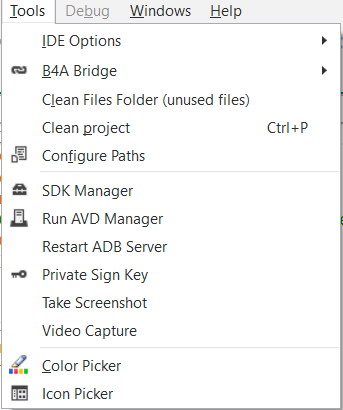 Tools Debug Windows Help
IDE Options
B4A Bridge
Clean Files Folder (unused files)
Clean project Ctrl+P
Configure Paths
SDK Manager
Run AVD Manager
Restart ADB Server
Private Sign Key
Take Screenshot
Video Capture
Color Picker
Icon Picker